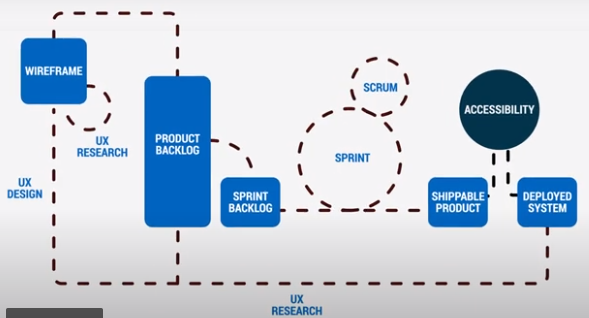 WIREFRAME
UX
RESEARCH
UX
DESIGN
PRODUCT
BACKLOG
SPRINT
BACKLOG
SCRUM
SPRINT
ACCESSIBILITY
SHIPPABLE
PRODUCT
DEPLOYED
SYSTEM
UX
RESEARCH